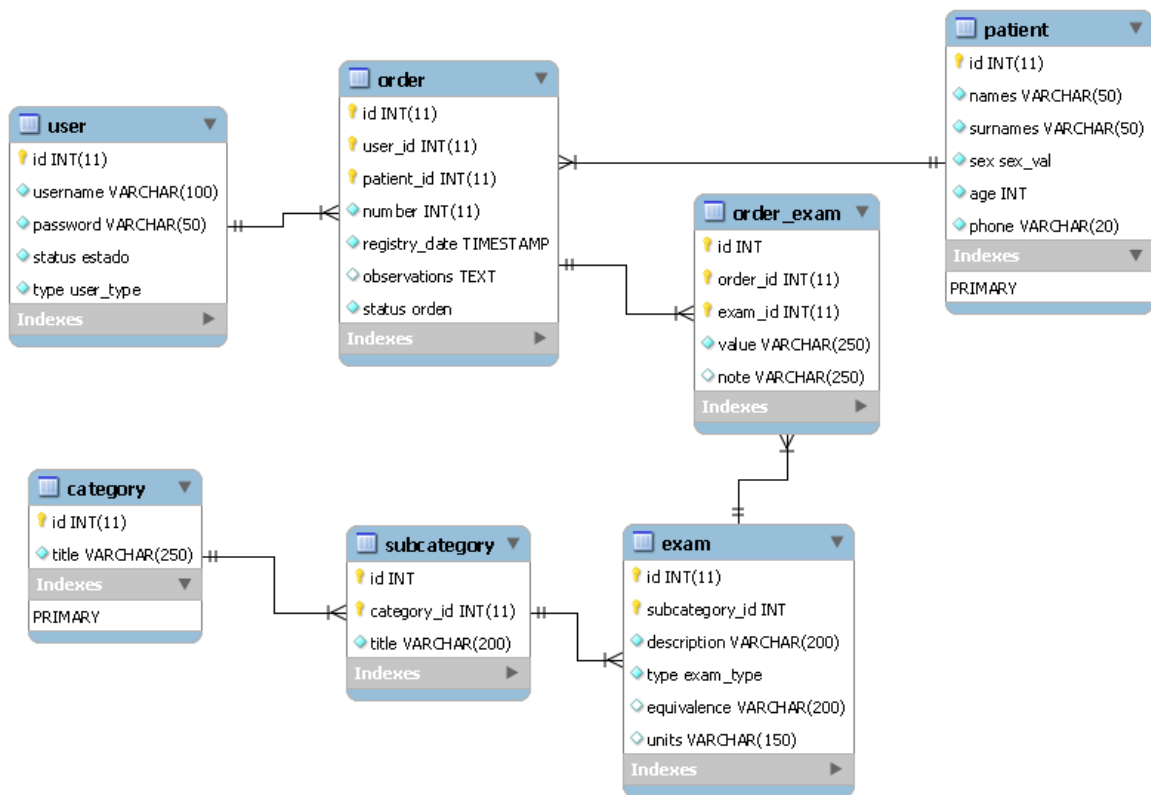 user
id INT(11)
username VARCHAR(100)
password VARCHAR(50)
status estado
type user_type
Indexes
order
id INT(11)
user_id INT(11)
patient_id INT(11)
number INT(11)
registry_date TIMESTAMP
observations TEXT
status orden
Indexes
patient
id INT(11)
names VARCHAR(50)
surnames VARCHAR(50)
sex sex_val
age INT
phone VARCHAR(20)
Indexes
PRIMARY
order_exam
id INT
order_id INT(11)
exam_id INT(11)
value VARCHAR(250)
note VARCHAR(250)
Indexes
category
id INT(11)
title VARCHAR(250)
Indexes
PRIMARY
subcategory
id INT
category_id INT(11)
title VARCHAR(200)
Indexes
exam
id INT(11)
subcategory_id INT
description VARCHAR(200)
type exam_type
equivalence VARCHAR(200)
units VARCHAR(150)
Indexes